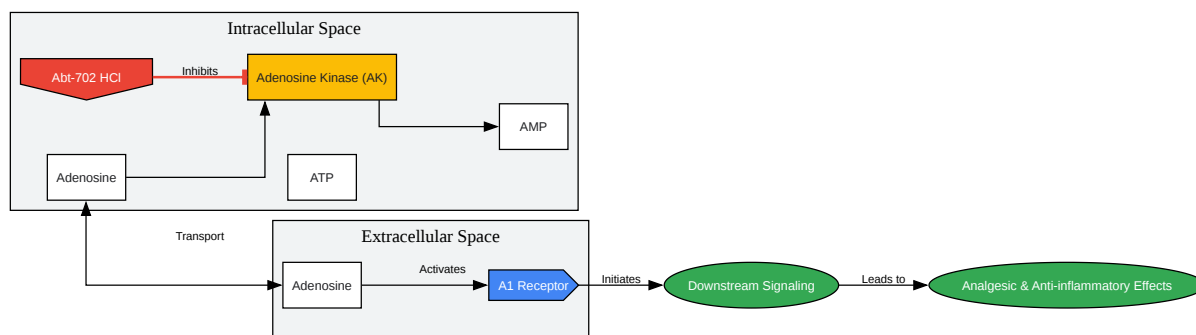 Intracellular Space
Abt-702 HCl
Inhibits
Adenosine Kinase (AK)
AMP
Adenosine
ATP
Transport
Extracellular Space
Adenosine
Activates
A1 Receptor
Initiates
Downstream Signaling
Leads to
Analgesic & Anti-inflammatory Effects